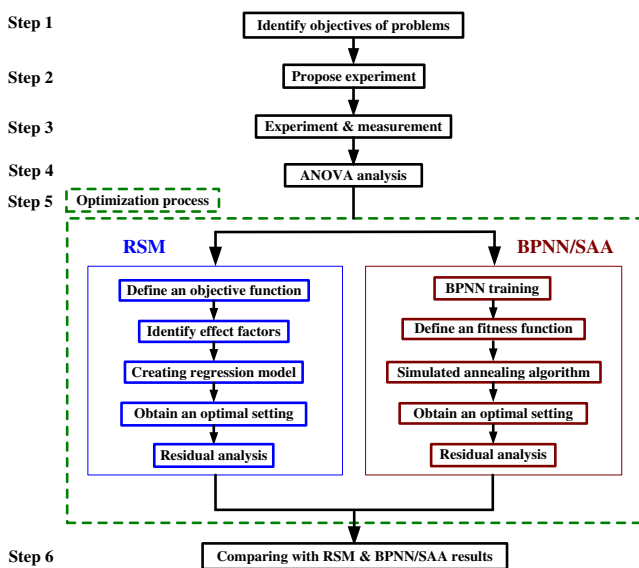 Step 1
Identify objectives of problems
Step 2
Propose experiment
Step 3
Experiment & measurement
Step 4
ANOVA analysis
Step 5
Optimization process
RSM
Define an objective function
Identify effect factors
Creating regression model
Obtain an optimal setting
Residual analysis
BPNN/SAA
BPNN training
Define an fitness function
Simulated annealing algorithm
Obtain an optimal setting
Residual analysis
Step 6
Comparing with RSM & BPNN/SAA results